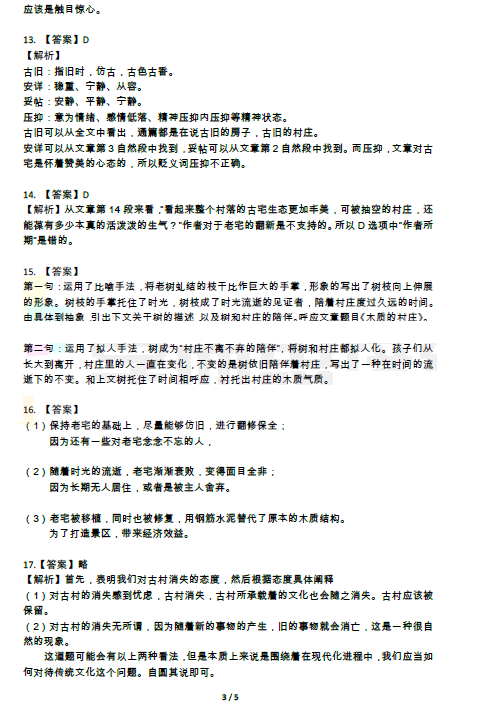 应该是触目惊心。
13. 【答案】D
【解析】
古旧：指旧时，仿古，古色古香。
安详：稳重、宁静、从容。
妥帖：安静、平静、宁静。
压抑：意为情绪、感情低落、精神压抑内压抑等精神状态。
古旧可以从全文中看出，通篇都是在说古旧的房子，古旧的村庄。
安详可以从文章第 3 自然段中找到，妥帖可以从文章第 2 自然段中找到。而压抑，文章对古
宅是怀着赞美的心态的，所以贬义词压抑不正确。
14. 【答案】D
【解析】从文章第 14 段来看，“看起来整个村落的古宅生态更加丰美，可被抽空的村庄，还
能葆有多少本真的活泼泼的生气？”作者对于老宅的翻新是不支持的。所以 D 选项中“作者所
期”是错的。
15. 【答案】
第一句：运用了比喻手法，将老树虬结的枝干比作巨大的手掌，形象的写出了树枝向上伸展
的形象。树枝的手掌托住了时光，树枝成了时光流逝的见证者，陪着村庄度过久远的时间。
由具体到抽象，引出下文关于树的描述，以及树和村庄的陪伴。呼应文章题目《木质的村庄》。
第二句：运用了拟人手法，树成为“村庄不离不弃的陪伴”，将树和村庄都拟人化。孩子们从
长大到离开，村庄里的人一直在变化，不变的是树依旧陪伴着村庄，写出了一种在时间的流
逝下的不变。和上文树托住了时间相呼应，衬托出村庄的木质气质。
16. 【答案】
（1）保持老宅的基础上，尽量能够仿旧，进行翻修保全；
因为还有一些对老宅念念不忘的人，
（2）随着时光的流逝，老宅渐渐衰败，变得面目全非；
因为长期无人居住，或者是被主人舍弃。
（3）老宅被移植，同时也被修复，用钢筋水泥替代了原本的木质结构。
为了打造景区，带来经济效益。
17.【答案】略
【解析】首先，表明我们对古村消失的态度，然后根据态度具体阐释
（1）对古村的消失感到忧虑，古村消失，古村所承载着的文化也会随之消失。古村应该被
保留。
（2）对古村的消失无所谓，因为随着新的事物的产生，旧的事物就会消亡，这是一种很自
然的现象。
这道题可能会有以上两种看法，但是本质上来说是围绕着在现代化进程中，我们应当如
何对待传统文化这个问题。自圆其说即可。
3 / 5